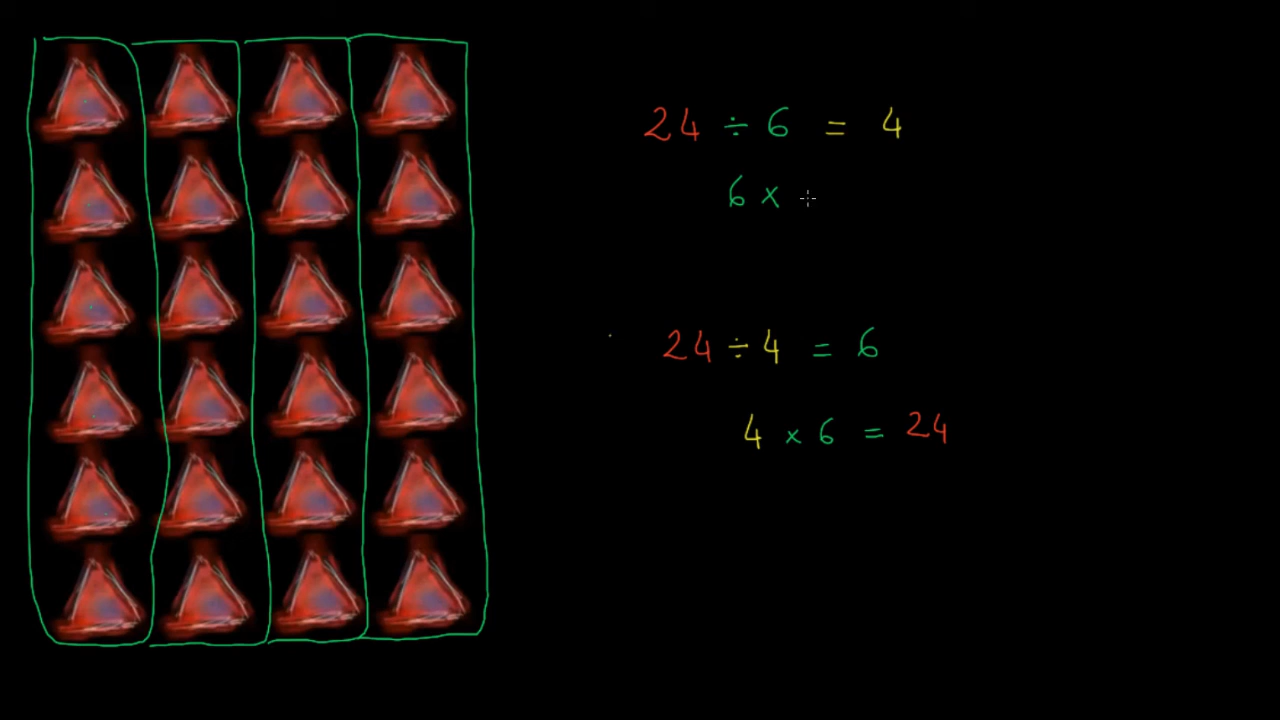 24 ÷ 6 = 4
6 ×
24 ÷ 4 = 6
4 × 6 = 24